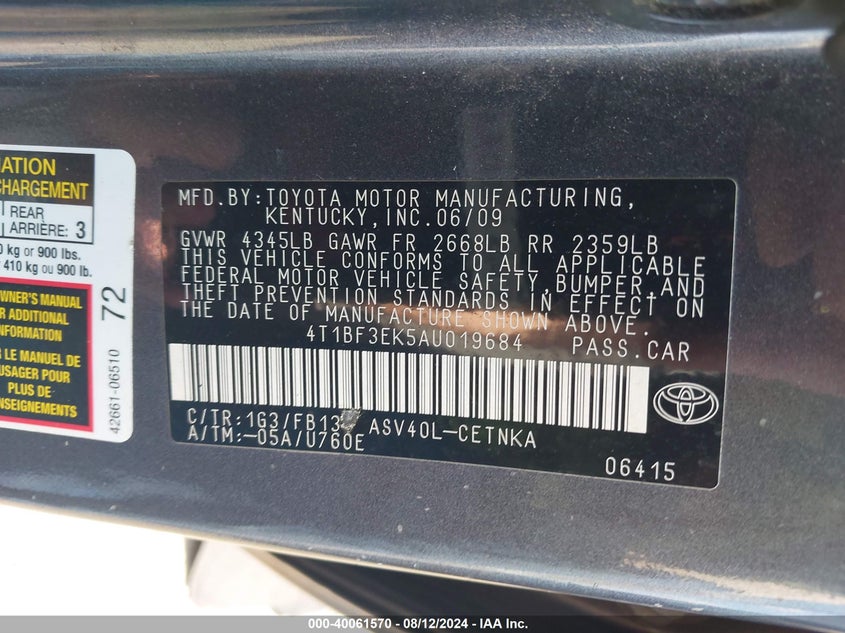 MATION
CHARGEMENT
REAR
ARRIÈRE: 3
kg or 900 lbs.
410 kg ou 900 lb.
OWNER'S MANUAL
ADDITIONAL
INFORMATION
LE MANUEL DE
USAGER POUR
PLUS DE
RENSEIGNEMENTS
72
42661-06510
MFD.BY:TOYOTA MOTOR MANUFACTURING,
KENTUCKY,INC.06/09
GVWR 4345LB GAWR FR 2668LB RR 2359LB
THIS VEHICLE CONFORMS TO ALL APPLICABLE
FEDERAL MOTOR VEHICLE SAFETY,BUMPER,AND
THEFT PREVENTION STANDARDS IN EFFECT ON
THE DATE OF MANUFACTURE SHOWN ABOVE.
4T1BF3EK5AU019684 PASS.CAR
C/TR:1G3/FB13 ASV40L-CETNKA
A/TM:-05A/U760E
06415
000-40061570 - 08/12/2024 - IAA Inc.